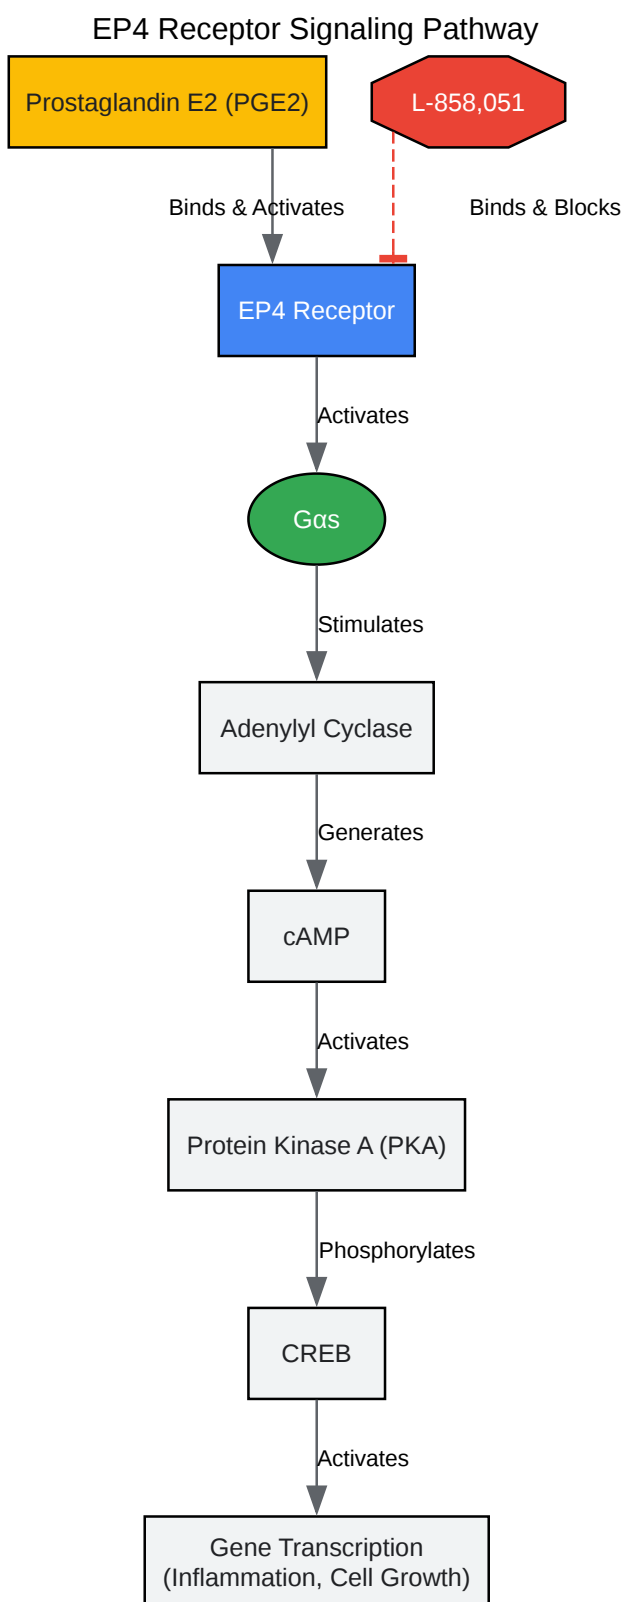 EP4 Receptor Signaling Pathway
Prostaglandin E2 (PGE2)
L-858,051
Binds & Activates
Binds & Blocks
EP4 Receptor
Activates
Gαs
Stimulates
Adenylyl Cyclase
Generates
cAMP
Activates
Protein Kinase A (PKA)
Phosphorylates
CREB
Activates
Gene Transcription
(Inflammation, Cell Growth)